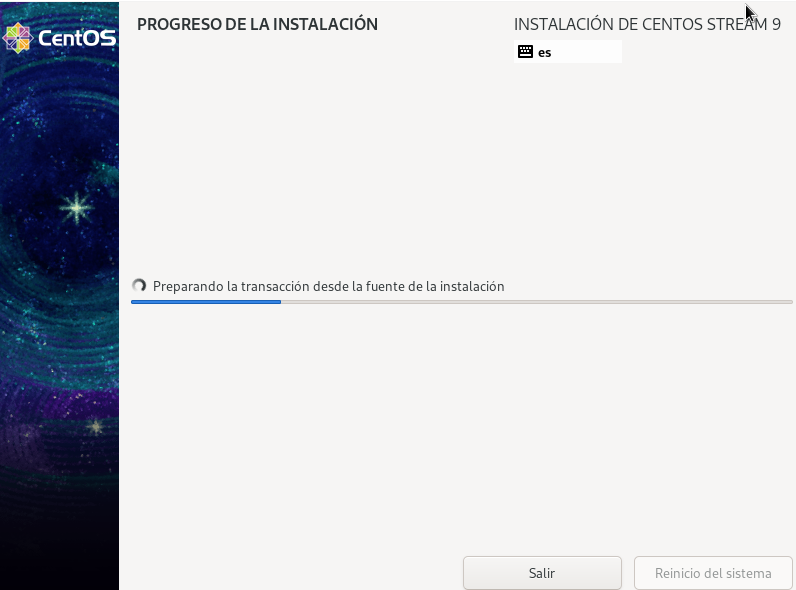 CentOS
PROGRESO DE LA INSTALACIÓN
INSTALACIÓN DE CENTOS STREAM 9
es
Preparando la transacción desde la fuente de la instalación
Salir
Reinicio del sistema